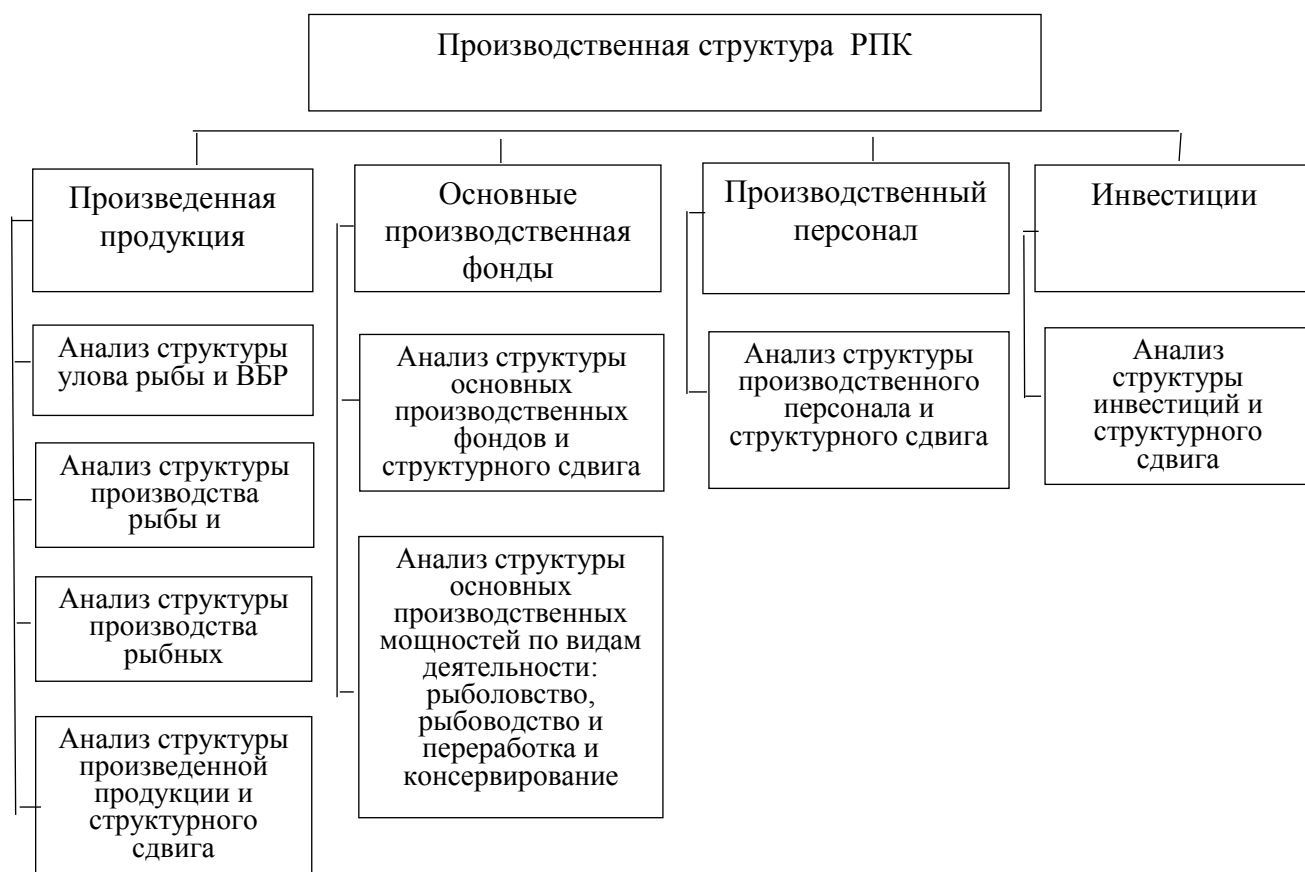 Производственная структура РПК
Произведенная
продукция
Основные
производственная
фонды
Производственный
персонал
Инвестиции
Анализ структуры
улова рыбы и ВБР
Анализ структуры
производства
рыбы и
Анализ структуры
производства
рыбных
Анализ структуры
произведенной
продукции и
структурного
сдвига
Анализ структуры
основных
производственных
фондов и
структурного сдвига
Анализ структуры
основных
производственных
мощностей по видам
деятельности:
рыболовство,
рыбоводство и
переработка и
консервирование
Анализ структуры
производственного
персонала и
структурного сдвига
Анализ
структуры
инвестиций и
структурного
сдвига